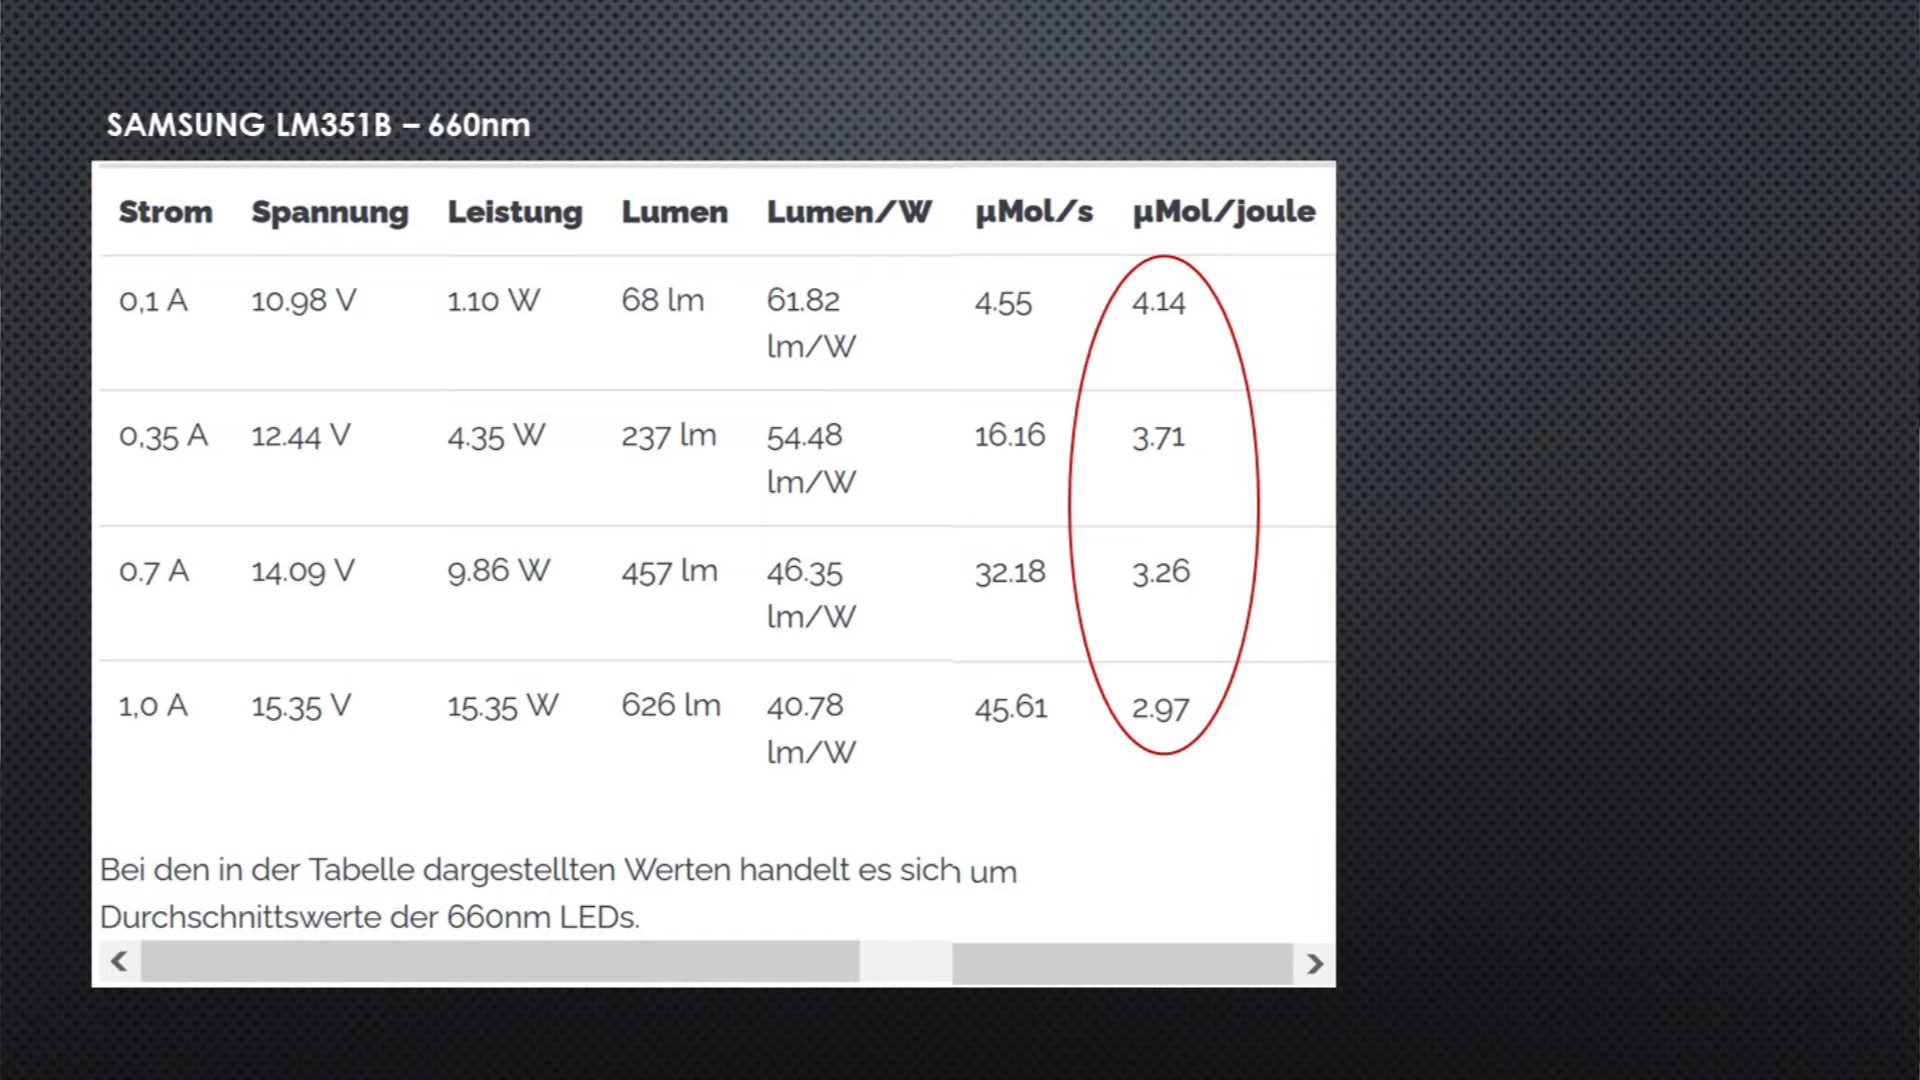 SAMSUNG LM351B – 660nm
Strom Spannung Leistung Lumen Lumen/W µMol/s µMol/joule
0,1 A 10.98 V 1.10 W 68 lm 61.82 4.55 4.14
lm/W
0,35 A 12.44 V 4.35 W 237 lm 54.48 16.16 3.71
lm/W
0.7 A 14.09 V 9.86 W 457 lm 46.35 32.18 3.26
lm/W
1,0 A 15.35 V 15.35 W 626 lm 40.78 45.61 2.97
lm/W
Bei den in der Tabelle dargestellten Werten handelt es sich um
Durchschnittswerte der 660nm LEDs.